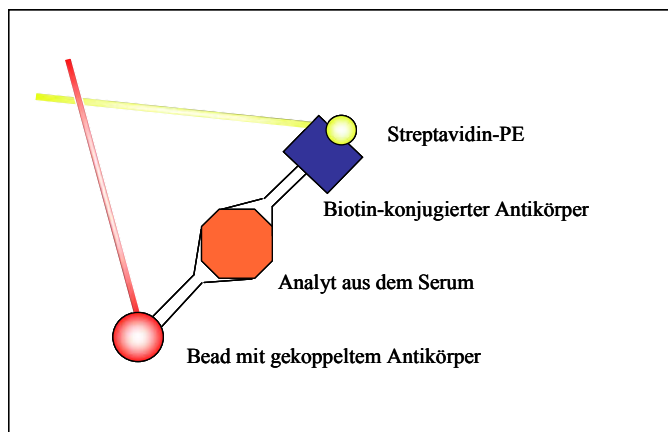 Streptavidin-PE
Biotin-konjugierter Antikörper
Analyt aus dem Serum
Bead mit gekoppeltem Antikörper